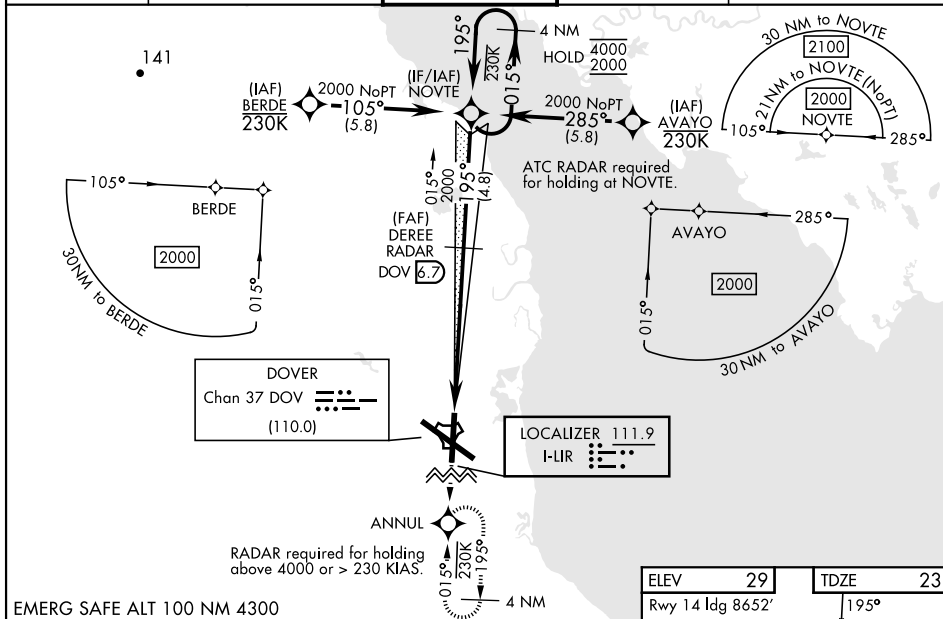 141
(IAF)
BERDE
230K
2000 NoPT
105°
(5.8)
(IF/IAF)
NOVTE
195°
230K
015°
4 NM
HOLD 4000
2000
2000 NoPT
285°
(5.8)
(IAF)
AVAYO
230K
ATC RADAR required
for holding at NOVTE.
30 NM to NOVTE
2100
21NM to NOVTE (NoPT)
2000
NOVTE
105°
285°
105°
BERDE
2000
015°
30NM to BERDE
015°
2000
195°
(4.8)
(FAF)
DEREE
RADAR
DOV 6.7
285°
AVAYO
2000
015°
30 NM to AVAYO
DOVER
Chan 37 DOV
(110.0)
LOCALIZER 111.9
I-LIR
ANNUL
RADAR required for holding
above 4000 or > 230 KIAS.
015°
230K
195°
4 NM
EMERG SAFE ALT 100 NM 4300
ELEV 29
TDZE 23
Rwy 14 ldg 8652'
195°